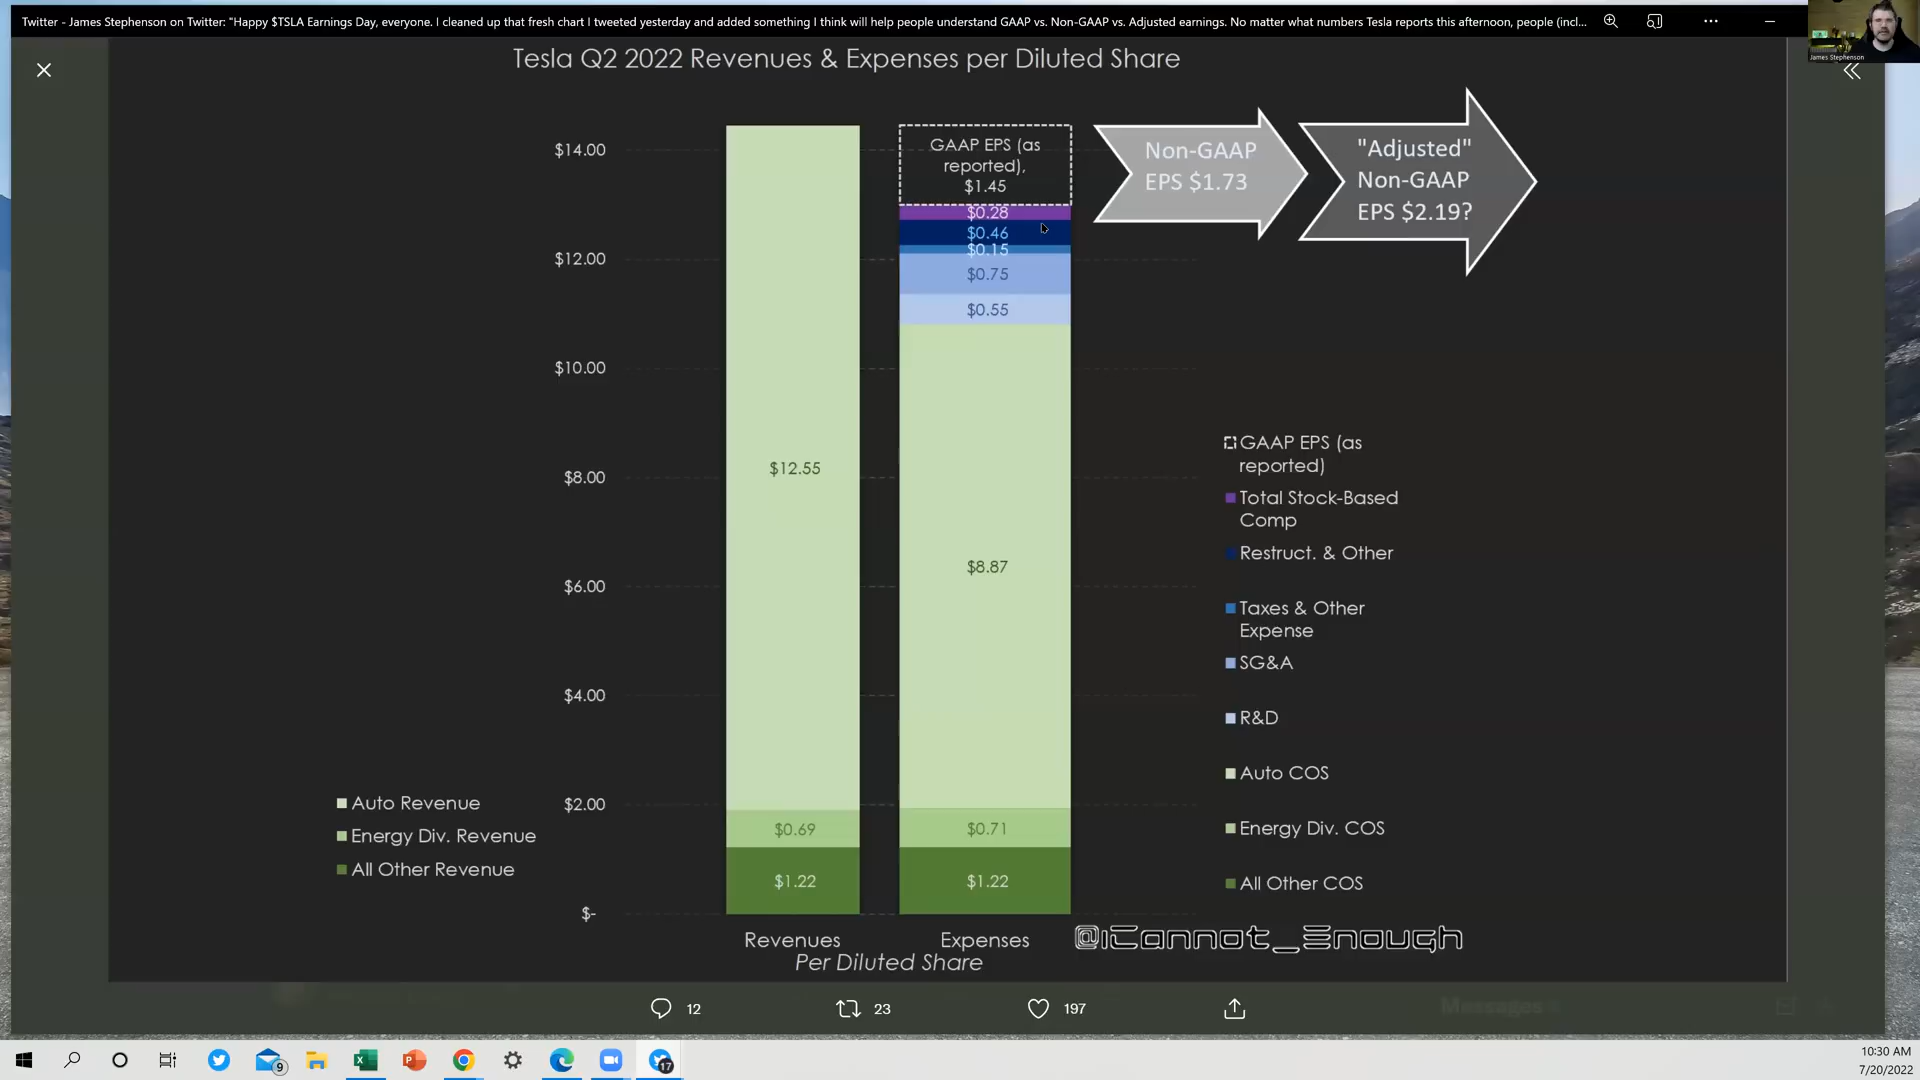 Twitter - James Stephenson on Twitter: "Happy $TSLA Earnings Day, everyone. I cleaned up that fresh chart I tweeted yesterday and added something I think will help people understand GAAP vs. Non-GAAP vs. Adjusted earnings. No matter what numbers Tesla reports this afternoon, people (incl...
James Stephenson
Tesla Q2 2022 Revenues & Expenses per Diluted Share
$14.00
$12.00
$10.00
$8.00
$6.00
$4.00
$2.00
$-
$12.55
$0.69
$1.22
GAAP EPS (as
reported),
$1.45
$0.28
$0.46
$0.15
$0.75
$0.55
$8.87
$0.71
$1.22
Non-GAAP
EPS $1.73
"Adjusted"
Non-GAAP
EPS $2.19?
Auto Revenue
Energy Div. Revenue
All Other Revenue
GAAP EPS (as
reported)
Total Stock-Based
Comp
Restruct. & Other
Taxes & Other
Expense
SG&A
R&D
Auto COS
Energy Div. COS
All Other COS
Revenues
Expenses
Per Diluted Share
@iCannot_Enough
12
23
197
Messages
9
17
10:30 AM
7/20/2022